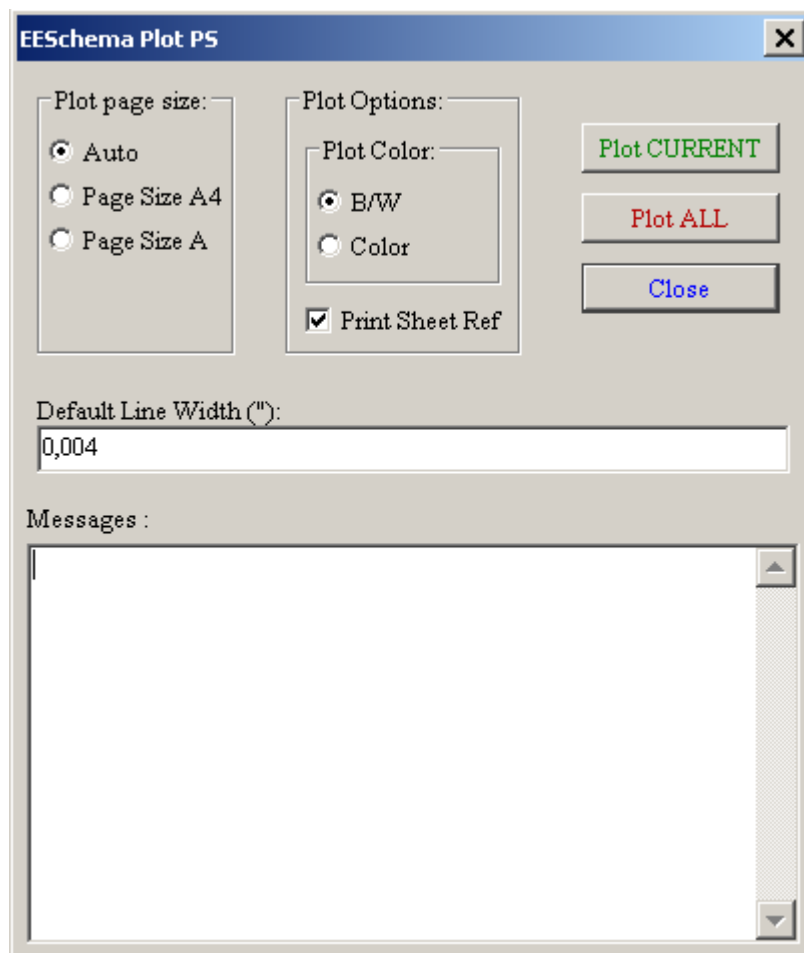 EESchema Plot PS
Plot page size:
Auto
Page Size A4
Page Size A
Plot Options:
Plot Color:
B/W
Color
Print Sheet Ref
Plot CURRENT
Plot ALL
Close
Default Line Width ("):
0,004
Messages :